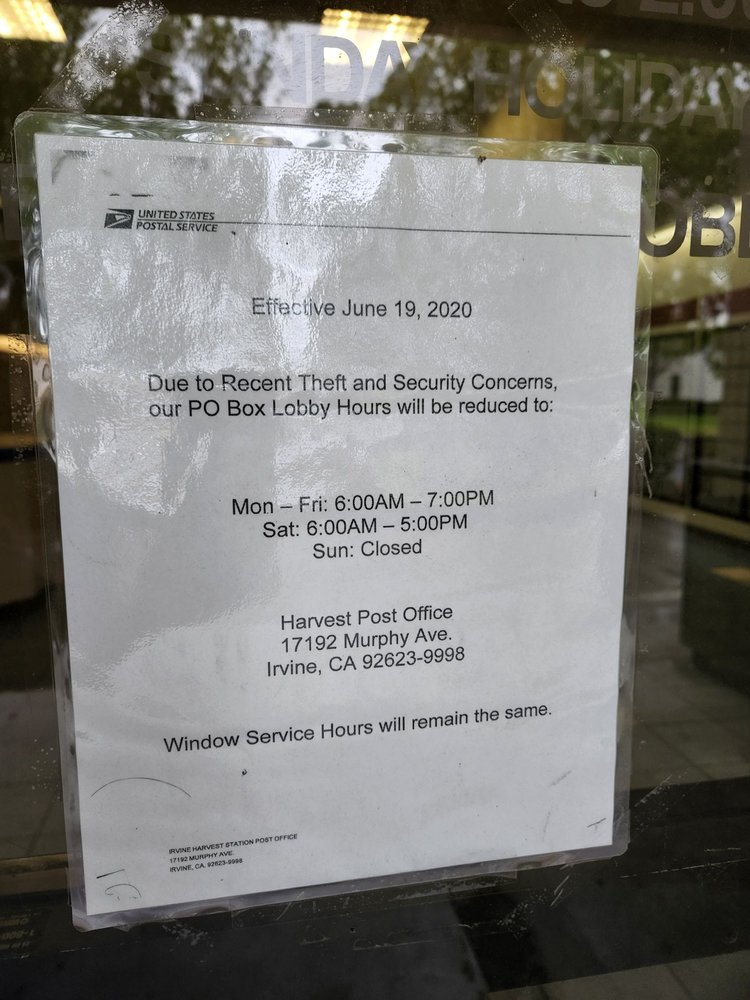 SUNDAY HOLIDAY
UNITED STATES
POSTAL SERVICE
Effective June 19, 2020
Due to Recent Theft and Security Concerns,
our PO Box Lobby Hours will be reduced to:
Mon – Fri: 6:00AM – 7:00PM
Sat: 6:00AM – 5:00PM
Sun: Closed
Harvest Post Office
17192 Murphy Ave.
Irvine, CA 92623-9998
Window Service Hours will remain the same.
IRVINE HARVEST STATION POST OFFICE
17192 MURPHY AVE.
IRVINE, CA. 92623-9998